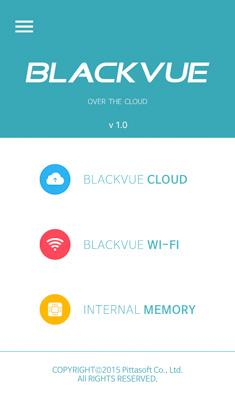 BLACKVUE
OVER THE CLOUD
v 1.0
BLACKVUE CLOUD
BLACKVUE WI-FI
INTERNAL MEMORY
COPYRIGHT©2015 Pittasoft Co., Ltd.
All RIGHTS RESERVED.